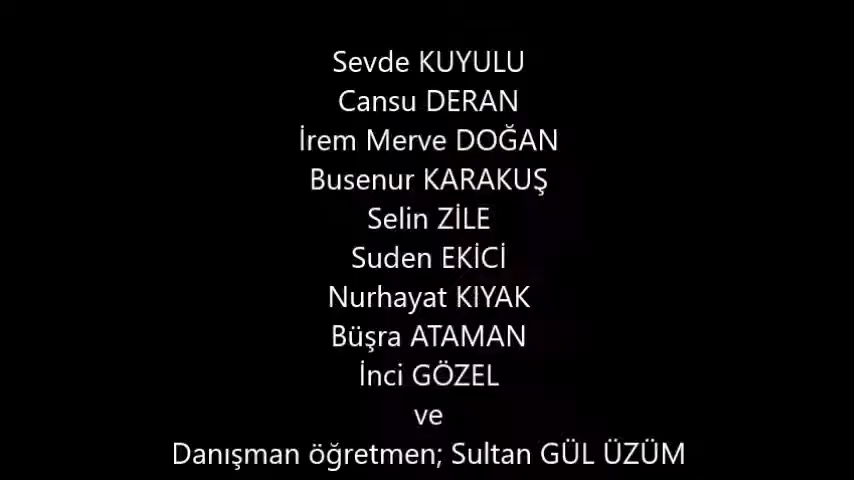 Sevde KUYULU
Cansu DERAN
İrem Merve DOĞAN
Busenur KARAKUŞ
Selin ZİLE
Suden EKİCİ
Nurhayat KIYAK
Büşra ATAMAN
İnci GÖZEL
ve
Danışman öğretmen; Sultan GÜL ÜZÜM